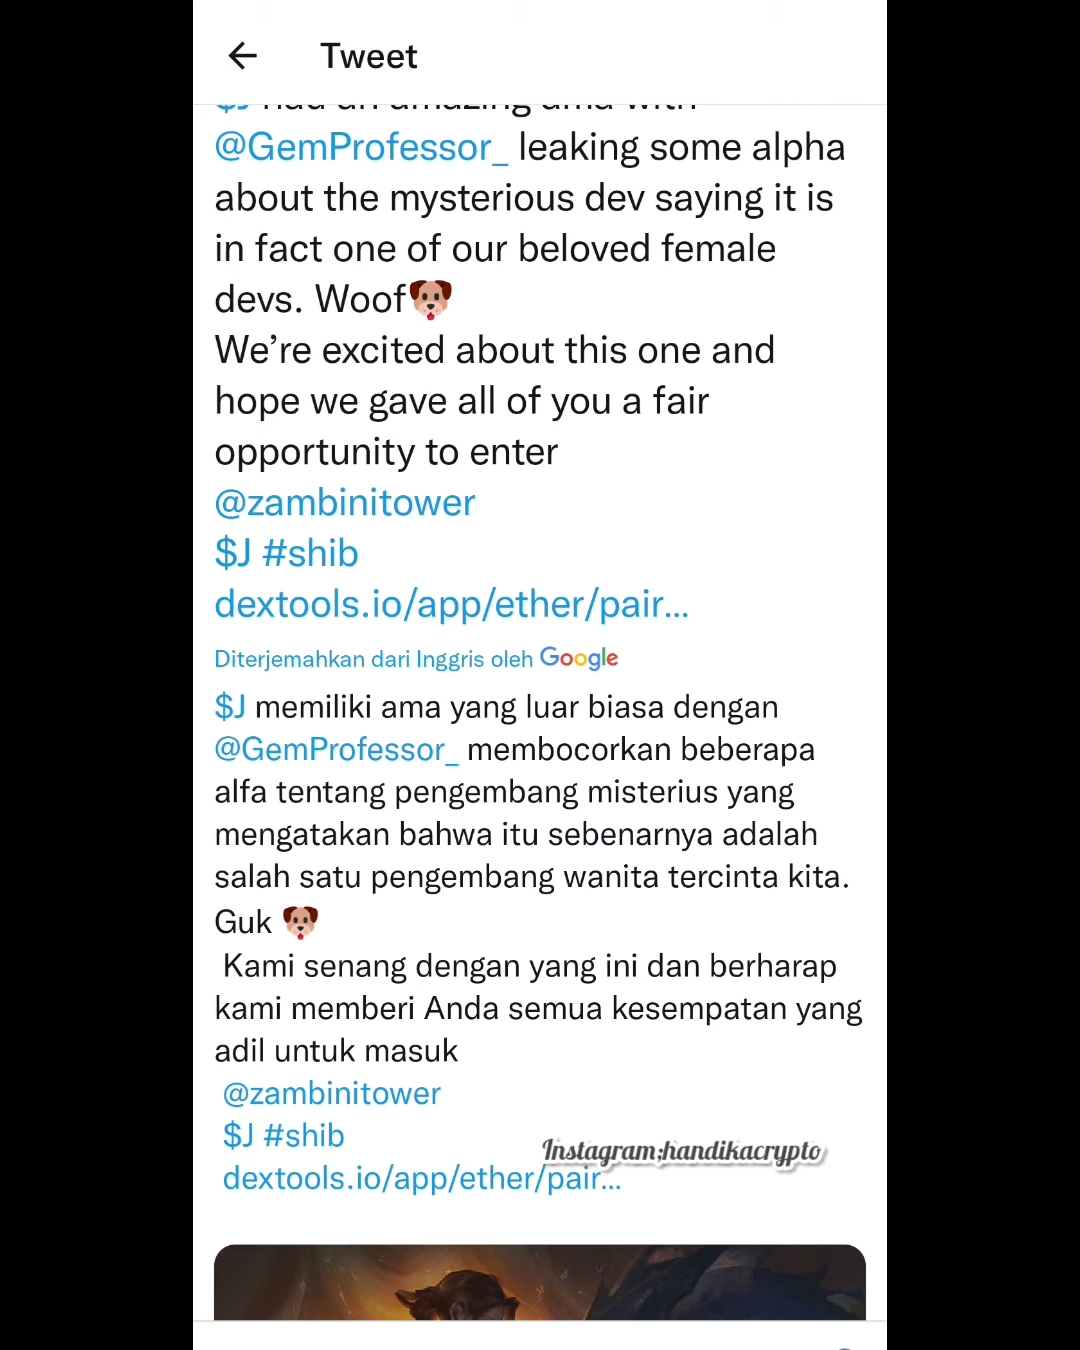 Tweet
$J had an amazing ama with
@GemProfessor_ leaking some alpha
about the mysterious dev saying it is
in fact one of our beloved female
devs. Woof🐶
We’re excited about this one and
hope we gave all of you a fair
opportunity to enter
@zambinitower
$J #shib
dextools.io/app/ether/pair...
Diterjemahkan dari Inggris oleh Google
$J memiliki ama yang luar biasa dengan
@GemProfessor_ membocorkan beberapa
alfa tentang pengembang misterius yang
mengatakan bahwa itu sebenarnya adalah
salah satu pengembang wanita tercinta kita.
Guk 🐶
Kami senang dengan yang ini dan berharap
kami memberi Anda semua kesempatan yang
adil untuk masuk
@zambinitower
$J #shib
Instagram;handikacrypto
dextools.io/app/ether/pair...